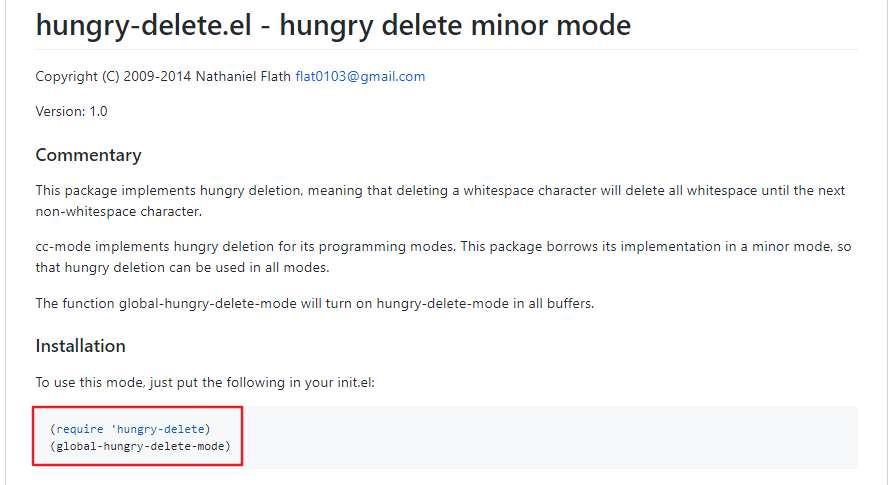 hungry-delete.el - hungry delete minor mode
Copyright (C) 2009-2014 Nathaniel Flath flat0103@gmail.com
Version: 1.0
Commentary
This package implements hungry deletion, meaning that deleting a whitespace character will delete all whitespace until the next
non-whitespace character.
cc-mode implements hungry deletion for its programming modes. This package borrows its implementation in a minor mode, so
that hungry deletion can be used in all modes.
The function global-hungry-delete-mode will turn on hungry-delete-mode in all buffers.
Installation
To use this mode, just put the following in your init.el:
(require 'hungry-delete)
(global-hungry-delete-mode)